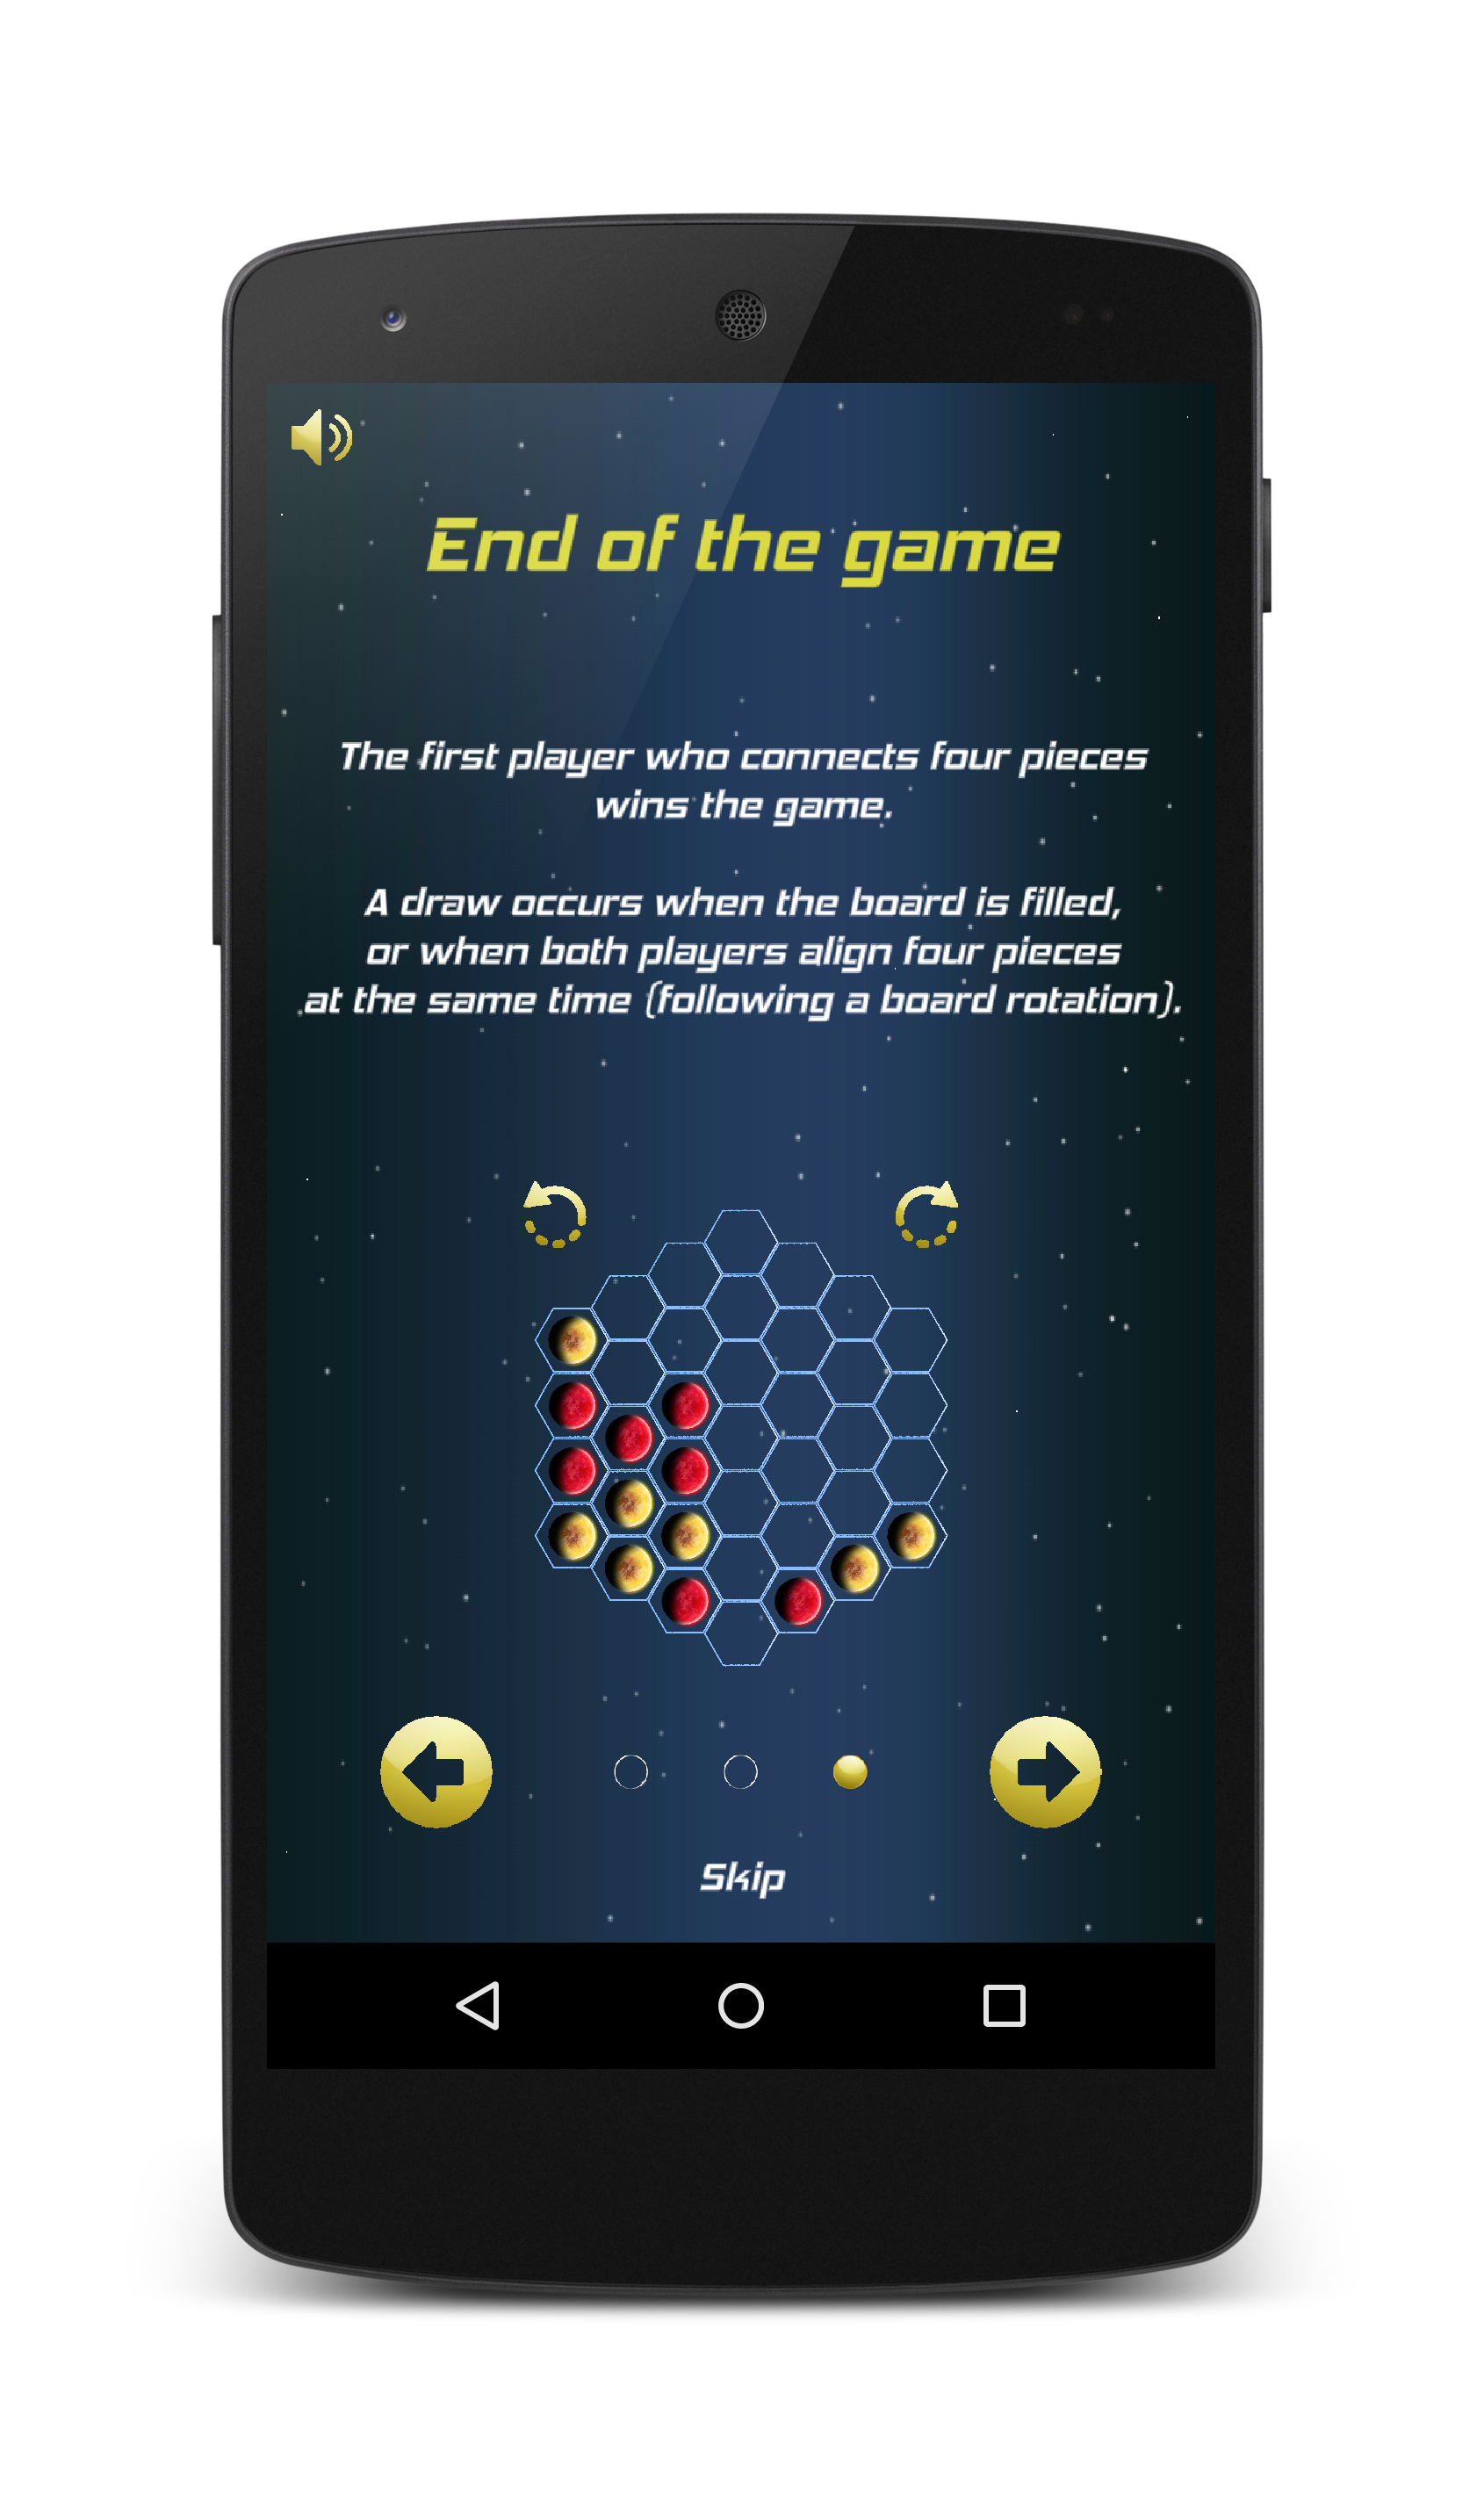 End of the game
The first player who connects four pieces
wins the game.
A draw occurs when the board is filled,
or when both players align four pieces
at the same time (following a board rotation).
Skip